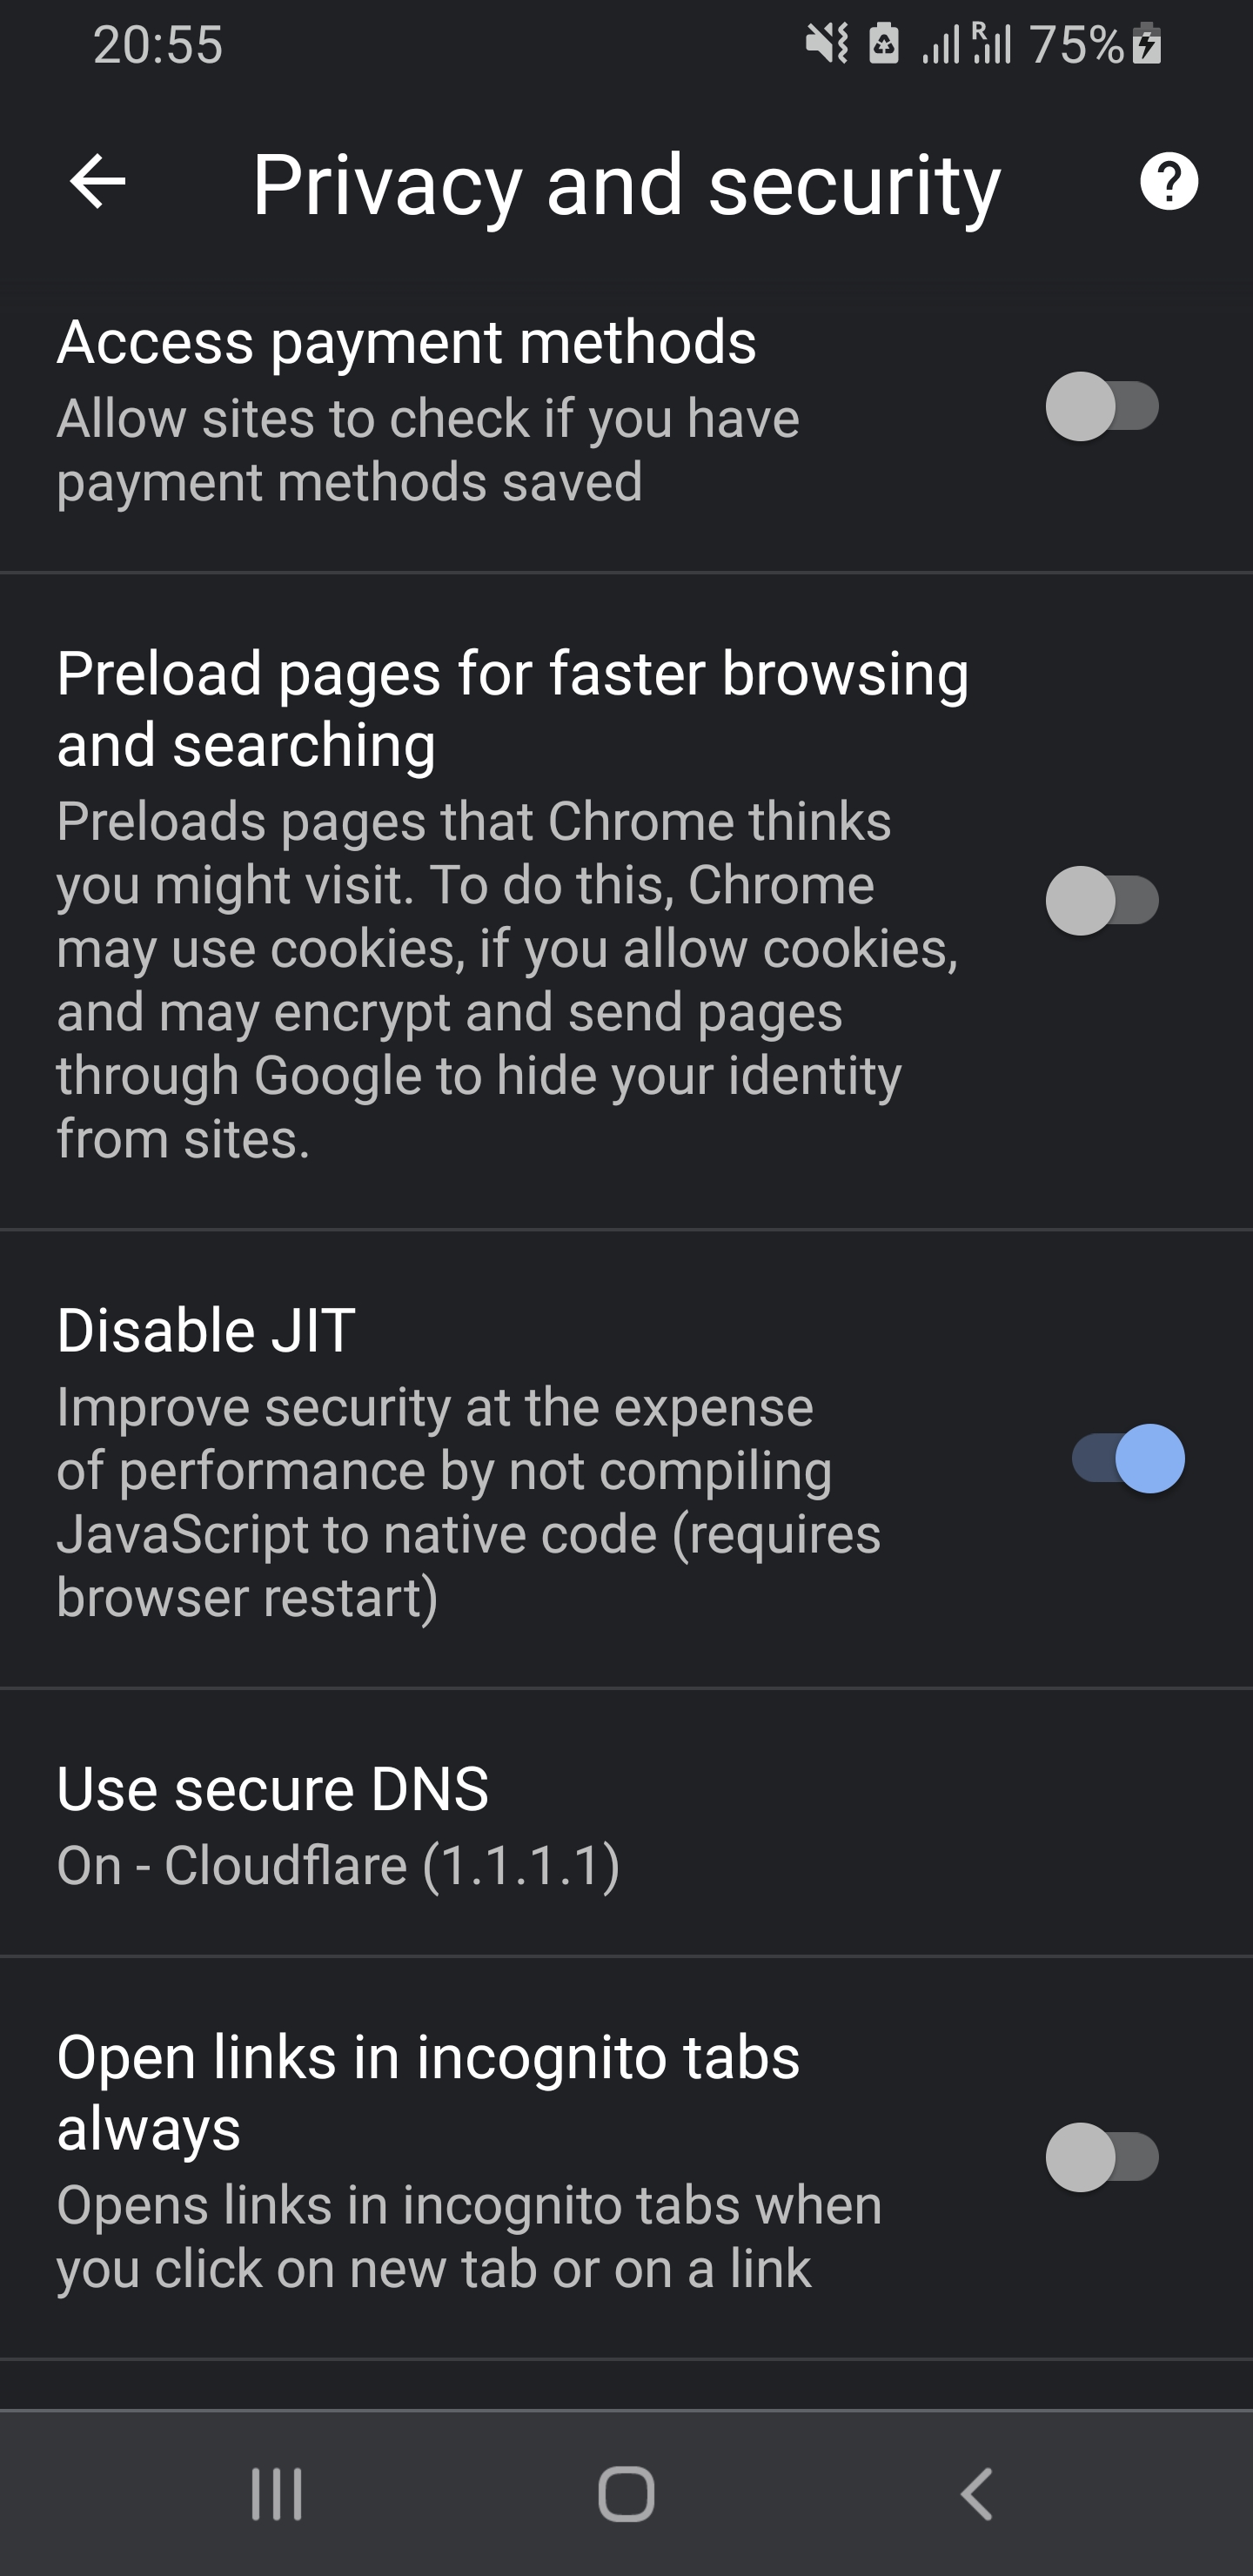 20:55
R
75%
Privacy and security
Access payment methods
Allow sites to check if you have
payment methods saved
Preload pages for faster browsing
and searching
Preloads pages that Chrome thinks
you might visit. To do this, Chrome
may use cookies, if you allow cookies,
and may encrypt and send pages
through Google to hide your identity
from sites.
Disable JIT
Improve security at the expense
of performance by not compiling
JavaScript to native code (requires
browser restart)
Use secure DNS
On - Cloudflare (1.1.1.1)
Open links in incognito tabs
always
Opens links in incognito tabs when
you click on new tab or on a link